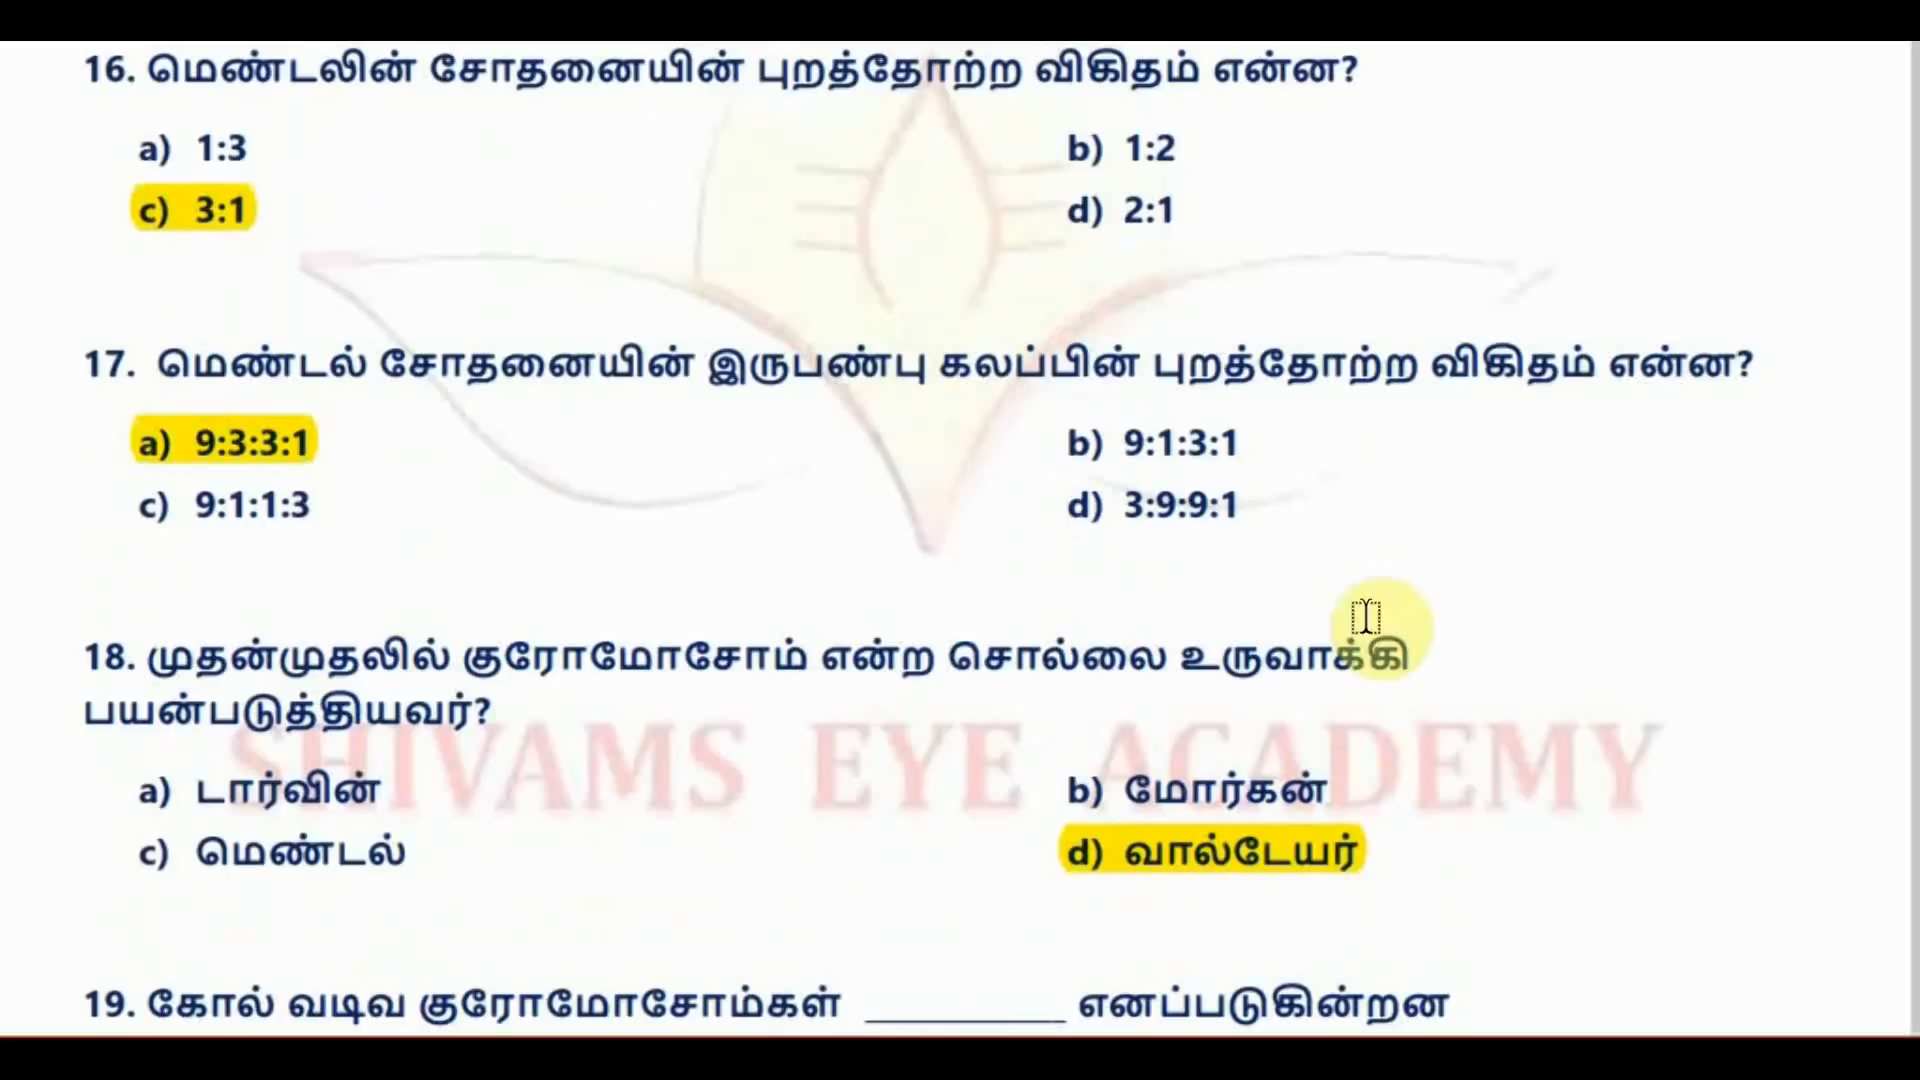 16. மெண்டலின் சோதனையின் புறத்தோற்ற விகிதம் என்ன?
a) 1:3
b) 1:2
c) 3:1
d) 2:1
17. மெண்டல் சோதனையின் இருபண்பு கலப்பின் புறத்தோற்ற விகிதம் என்ன?
a) 9:3:3:1
b) 9:1:3:1
c) 9:1:1:3
d) 3:9:9:1
18. முதன்முதலில் குரோமோசோம் என்ற சொல்லை உருவாக்கி
பயன்படுத்தியவர்?
SHIVAMS EYE ACADEMY
a) டார்வின்
b) மோர்கன்
c) மெண்டல்
d) வால்டேயர்
19. கோல் வடிவ குரோமோசோம்கள் __________ எனப்படுகின்றன